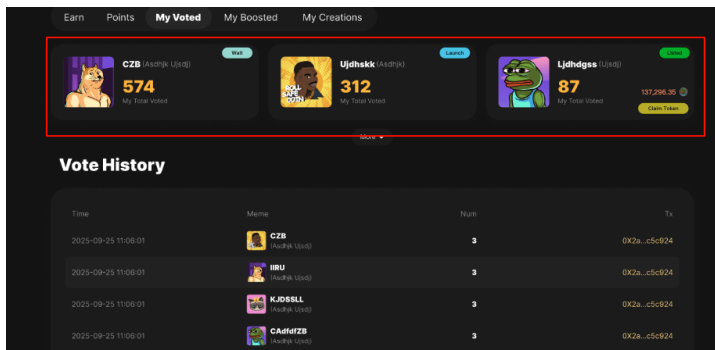 Earn Points My Voted My Boosted My Creations
Wait
CZB (Asdhjk Ujsdj)
574
My Total Voted
Launch
Ujdhskk (Asdhjk)
312
My Total Voted
ROLL SAFE
Listed
Ljdhdgss (Ujsdj)
87
My Total Voted
137,296.35
Claim Token
More
Vote History
Time Meme Num Tx
2025-09-25 11:06:01 CZB 3 0X2a...c5c924
(Asdhjk Ujsdj)
2025-09-25 11:06:01 IIRU 3 0X2a...c5c924
(Asdhjk Ujsdj)
2025-09-25 11:06:01 KJDSSLL 3 0X2a...c5c924
(Asdhjk Ujsdj)
2025-09-25 11:06:01 CAdfdfZB 3 0X2a...c5c924
(Asdhjk Ujsdj)